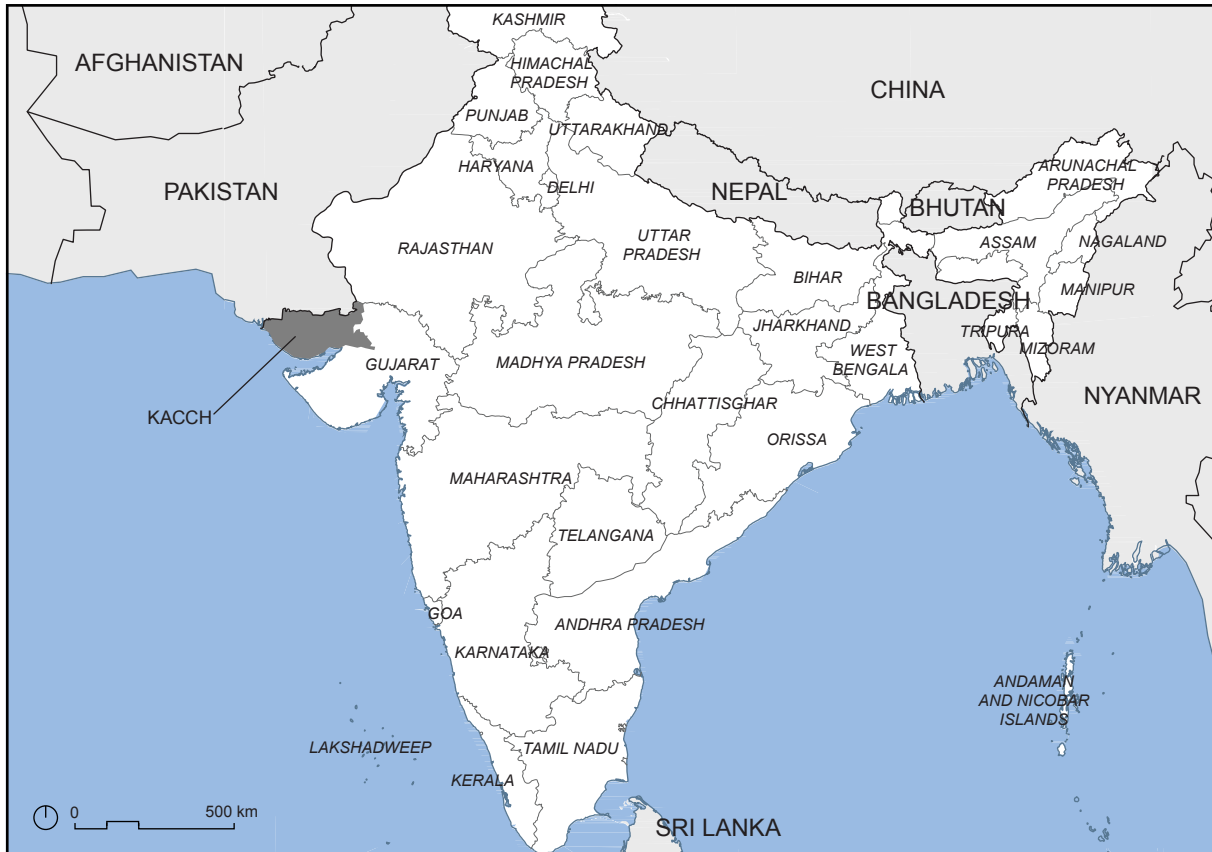 KASHMIR
AFGHANISTAN
HIMACHAL
PRADESH
CHINA
PUNJAB
UTTARAKHAND
HARYANA
DELHI
ARUNACHAL
PRADESH
PAKISTAN
NEPAL
BHUTAN
RAJASTHAN
UTTAR
PRADESH
ASSAM
NAGALAND
BIHAR
MANIPUR
BANGLADESH
JHARKHAND
TRIPURA
MIZORAM
GUJARAT
MADHYA PRADESH
WEST
BENGALA
NYANMAR
KACCH
CHHATTISGHAR
ORISSA
MAHARASHTRA
TELANGANA
GOA
ANDHRA PRADESH
KARNATAKA
ANDAMAN
AND NICOBAR
ISLANDS
LAKSHADWEEP
TAMIL NADU
KERALA
0 500 km
SRI LANKA